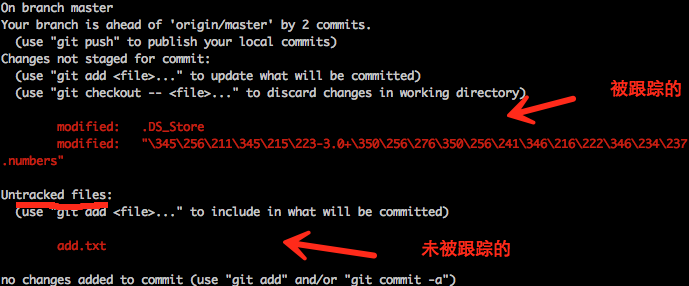 On branch master
Your branch is ahead of 'origin/master' by 2 commits.
(use "git push" to publish your local commits)
Changes not staged for commit:
(use "git add <file>..." to update what will be committed)
(use "git checkout -- <file>..." to discard changes in working directory)
被跟踪的
modified: .DS_Store
modified: "\345\256\211\345\215\223-3.0+\350\256\276\350\256\241\346\216\222\346\234\237
.numbers"
Untracked files:
(use "git add <file>..." to include in what will be committed)
add.txt
未被跟踪的
no changes added to commit (use "git add" and/or "git commit -a")